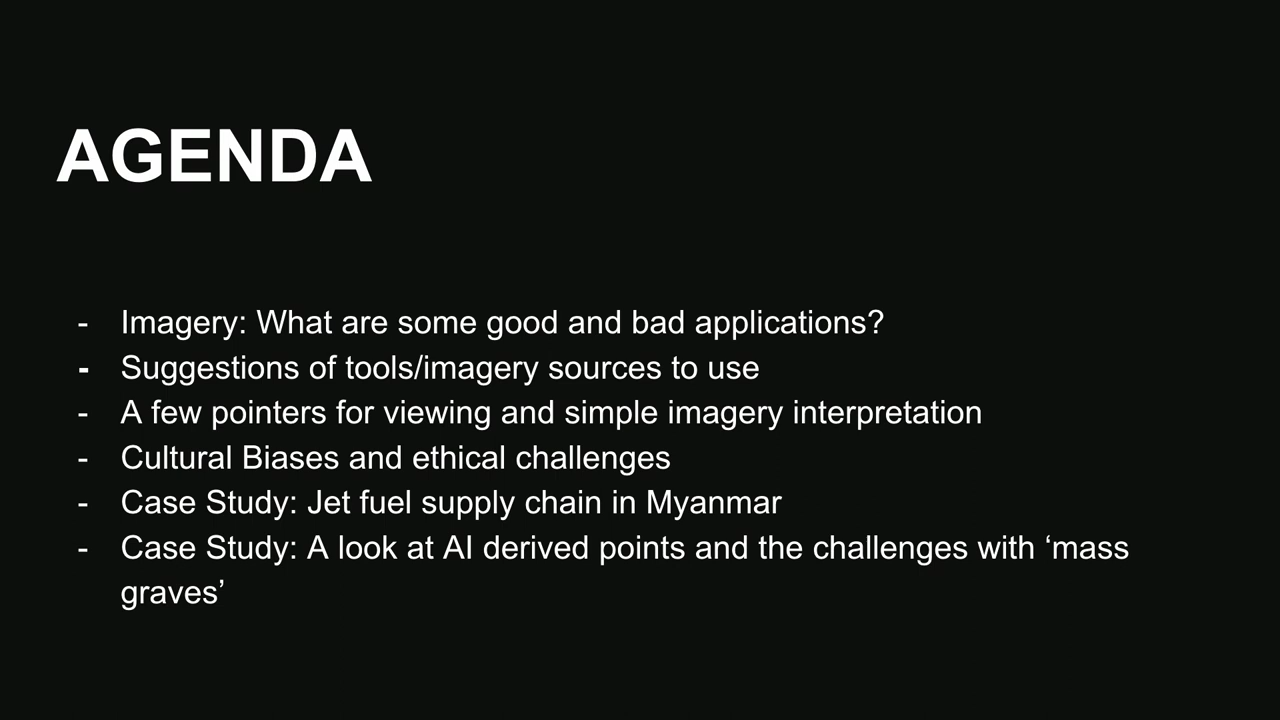 AGENDA
- Imagery: What are some good and bad applications?
- Suggestions of tools/imagery sources to use
- A few pointers for viewing and simple imagery interpretation
- Cultural Biases and ethical challenges
- Case Study: Jet fuel supply chain in Myanmar
- Case Study: A look at AI derived points and the challenges with ‘mass
graves’